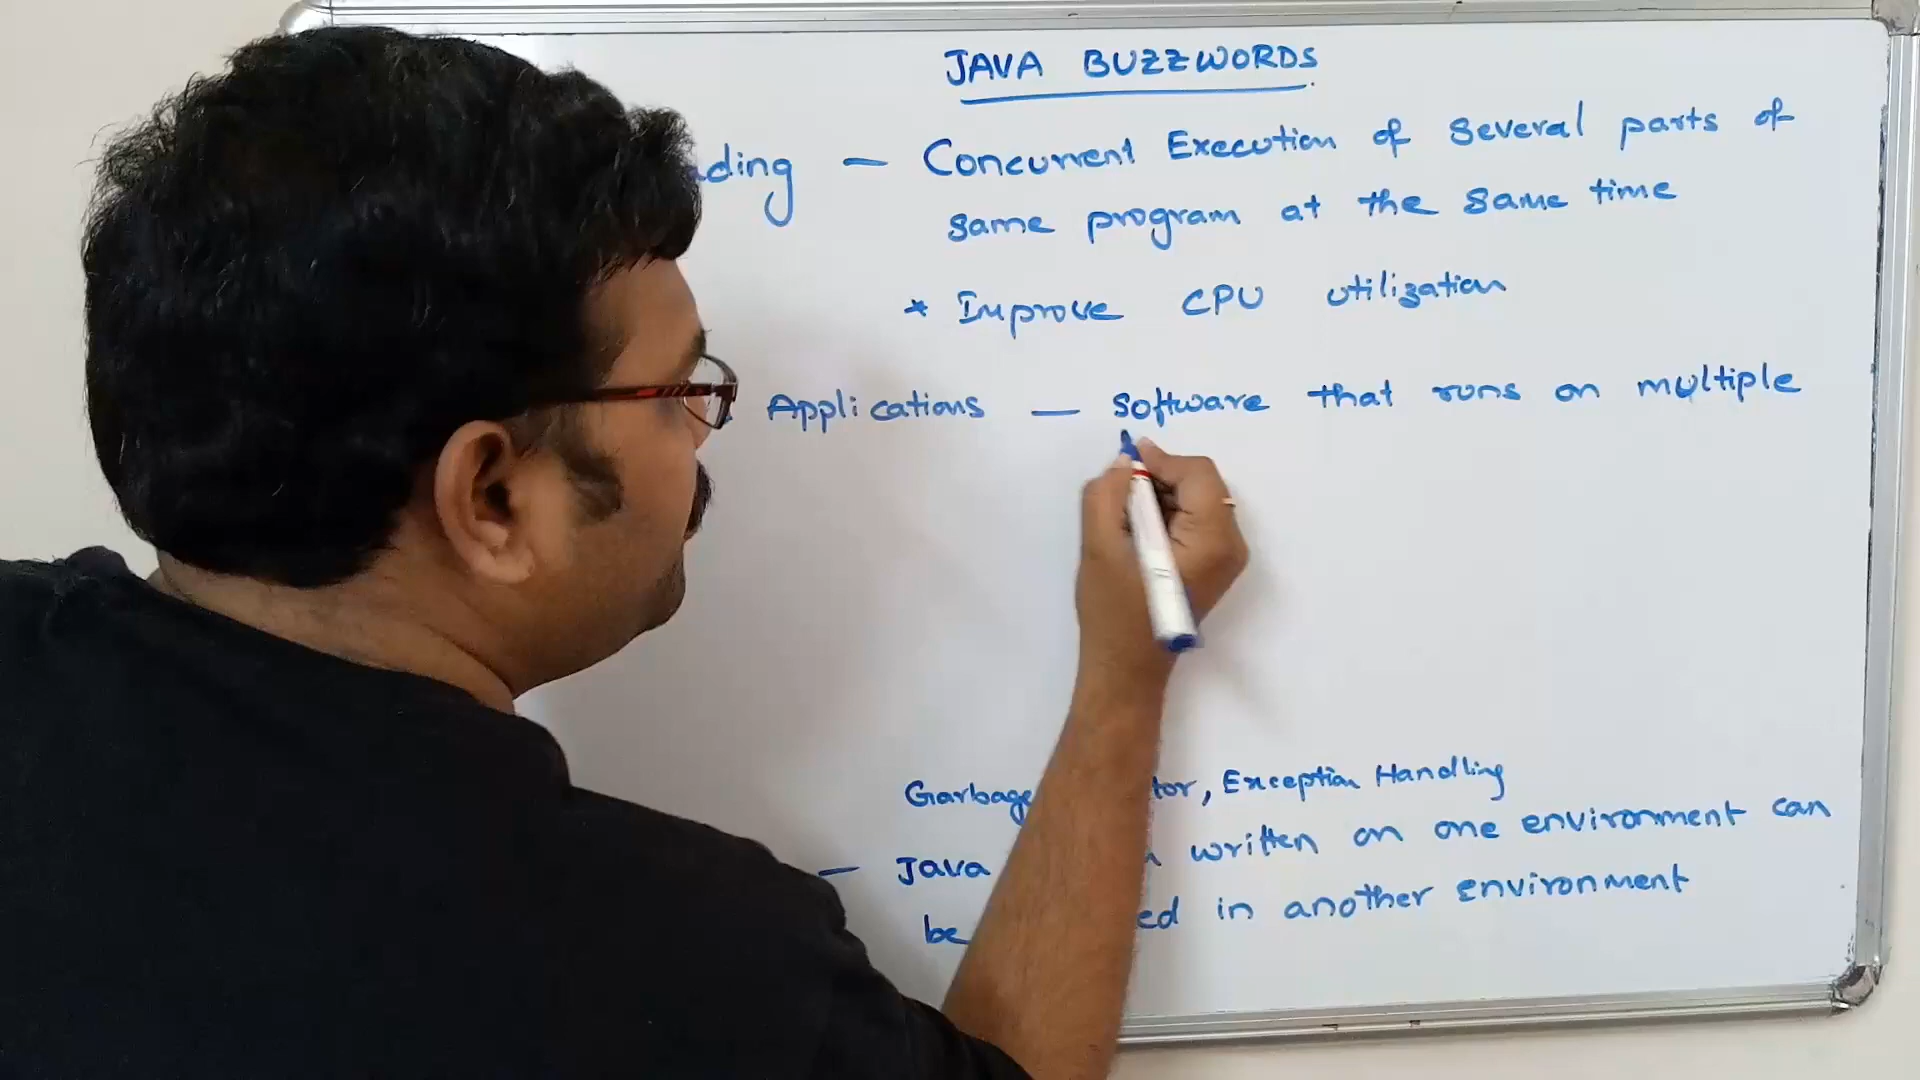 JAVA BUZZWORDS
ading — Concurrent Execution of several parts of
same program at the same time
* Improve CPU utilization
Applications — Software that runs on multiple
Garbage tor, Exception Handling
— Java written on one environment can
be ed in another environment